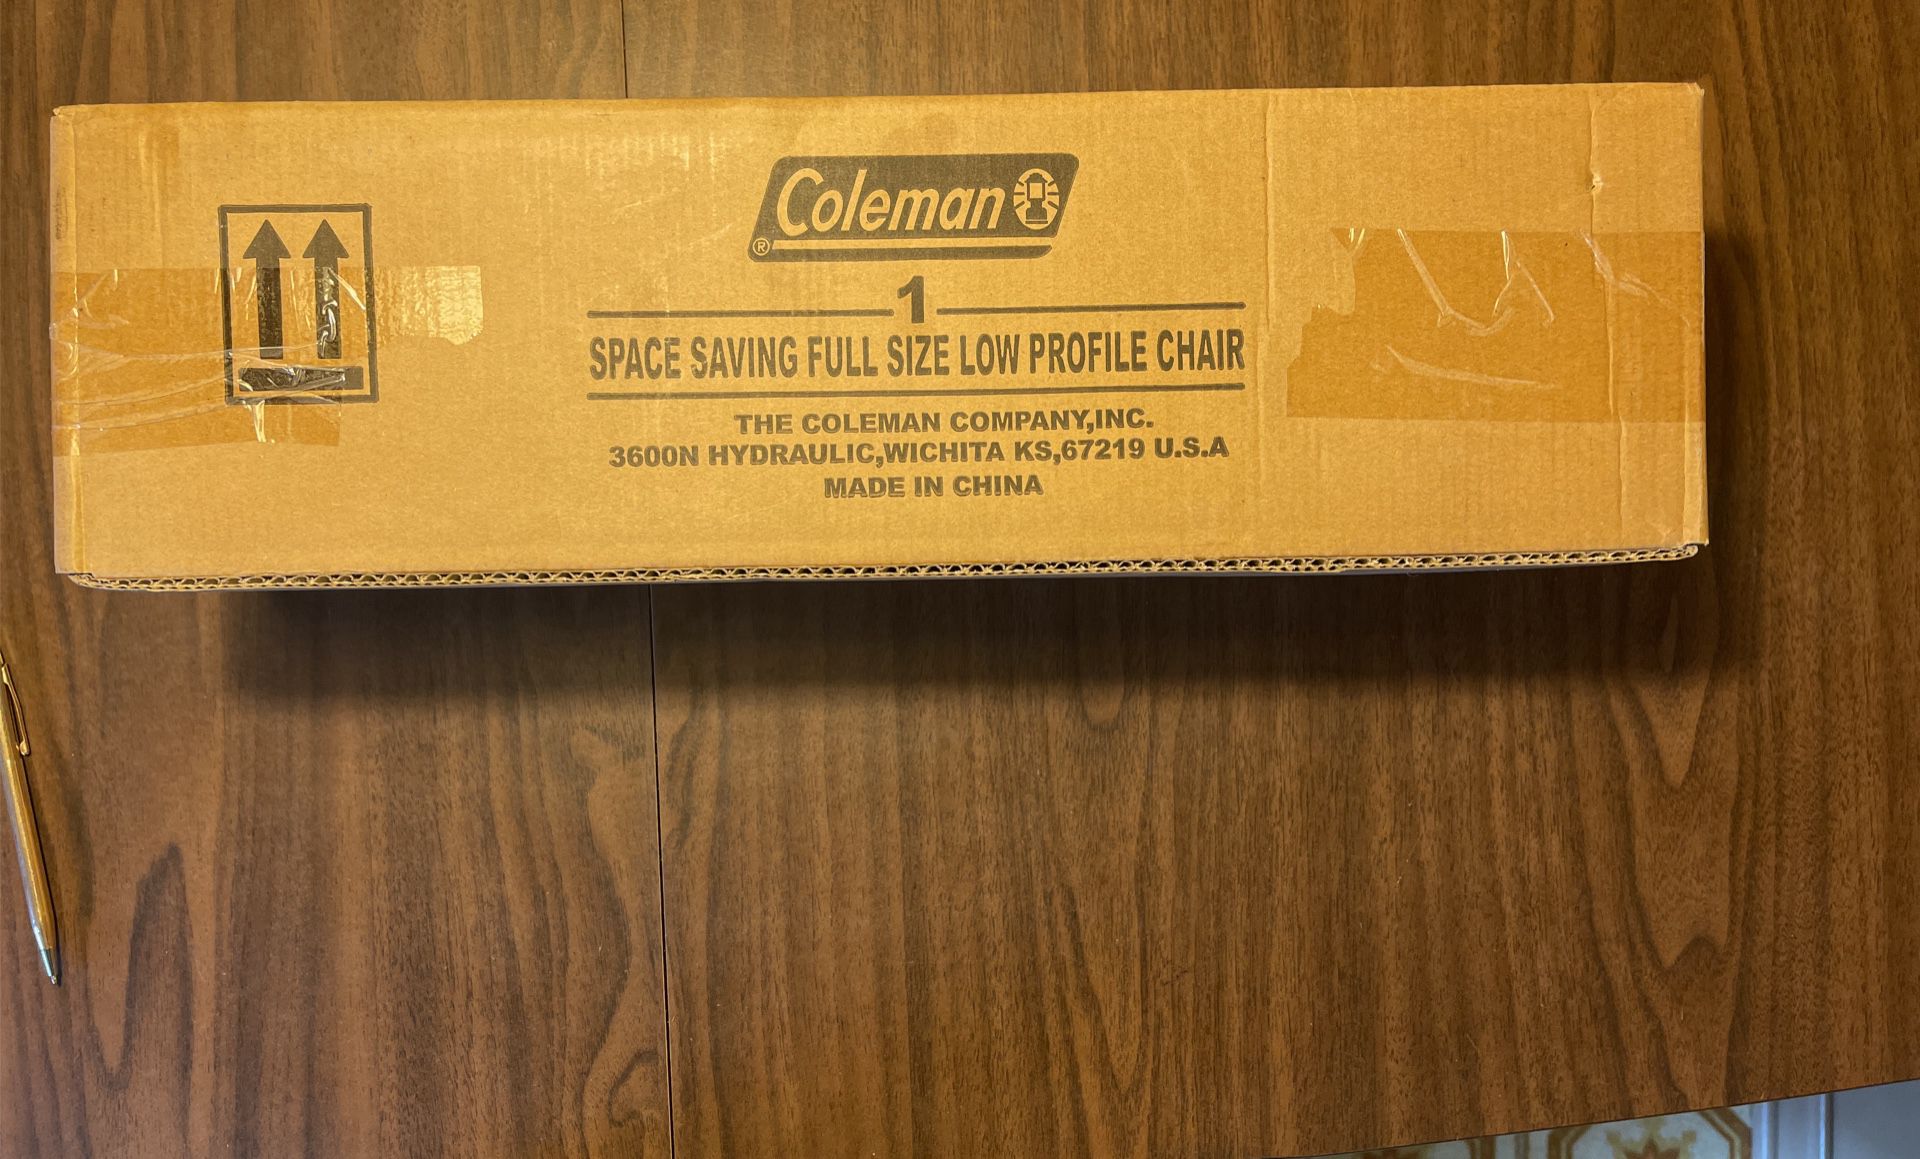 Coleman
®
1
SPACE SAVING FULL SIZE LOW PROFILE CHAIR
THE COLEMAN COMPANY,INC.
3600N HYDRAULIC,WICHITA KS,67219 U.S.A
MADE IN CHINA